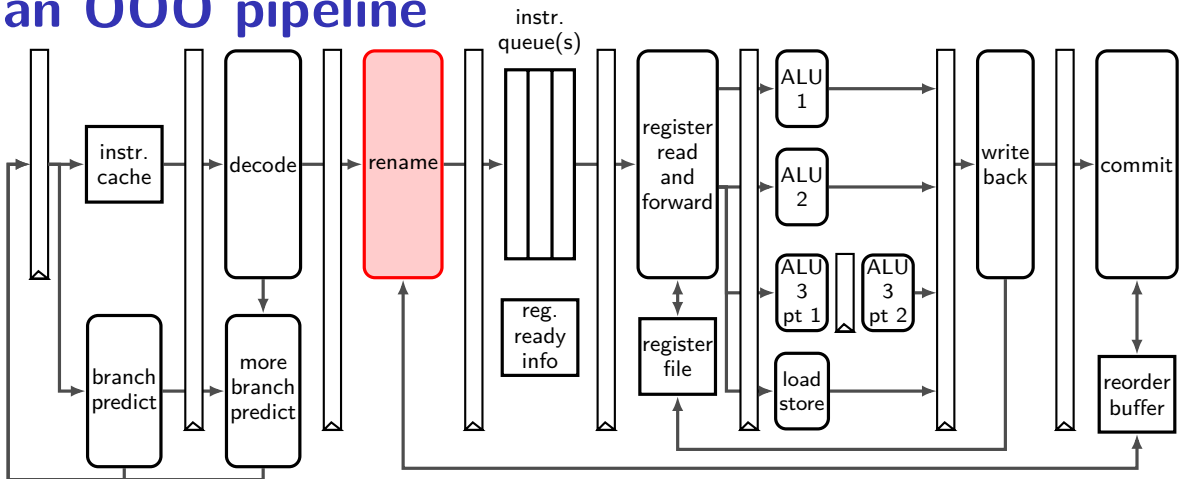 an OOO pipeline
instr.
cache
branch
predict
decode
more
branch
predict
rename
instr.
queue(s)
reg.
ready
info
register
read
and
forward
register
file
ALU
1
ALU
2
ALU
3
pt 1
ALU
3
pt 2
load
store
write
back
commit
reorder
buffer